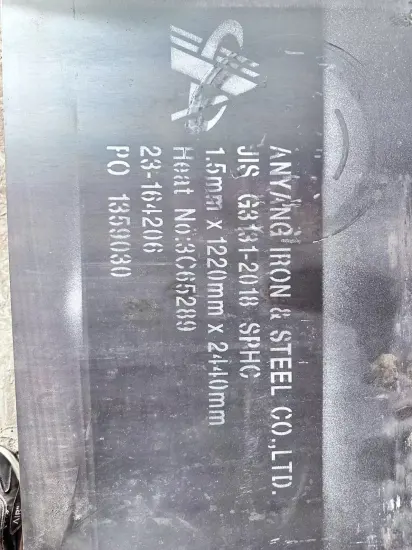 ANYANG IRON & STEEL CO.,LTD.
JIS G3131-2018 SPHC
1.5mm x 1220mm x 2440mm
Heat No:3C65289
23-164206
PO 1359030